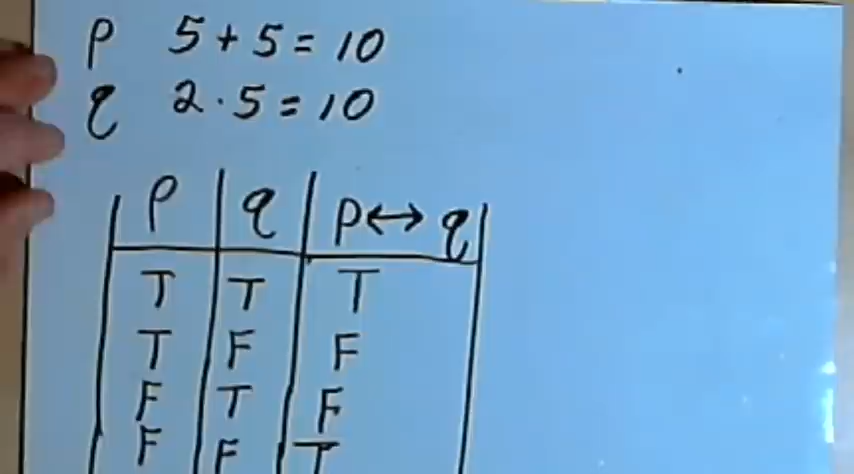 p 5 + 5 = 10
q 2 · 5 = 10
p q p ↔ q
T T T
T F F
F T F
F F T